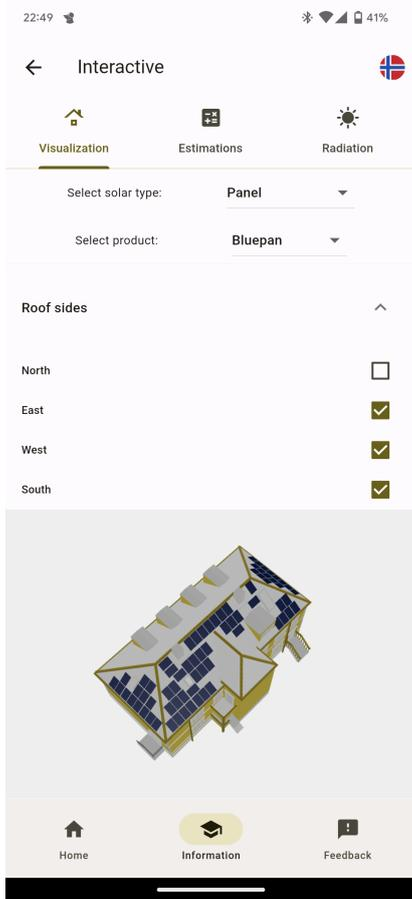 22:49
41%
Interactive
Visualization
Estimations
Radiation
Select solar type:
Panel
Select product:
Bluepan
Roof sides
North
East
West
South
Home
Information
Feedback